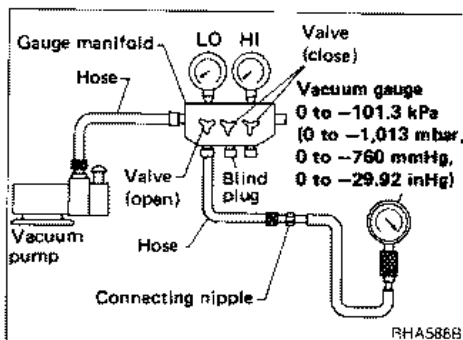 LO HI
Valve
(close)
Gauge manifold
Hose
Vacuum gauge
0 to −101.3 kPa
(0 to −1,013 mbar,
0 to −760 mmHg,
0 to −29.92 inHg)
Valve
(open)
Blind
plug
Vacuum
pump
Hose
Connecting nipple
RHA588B